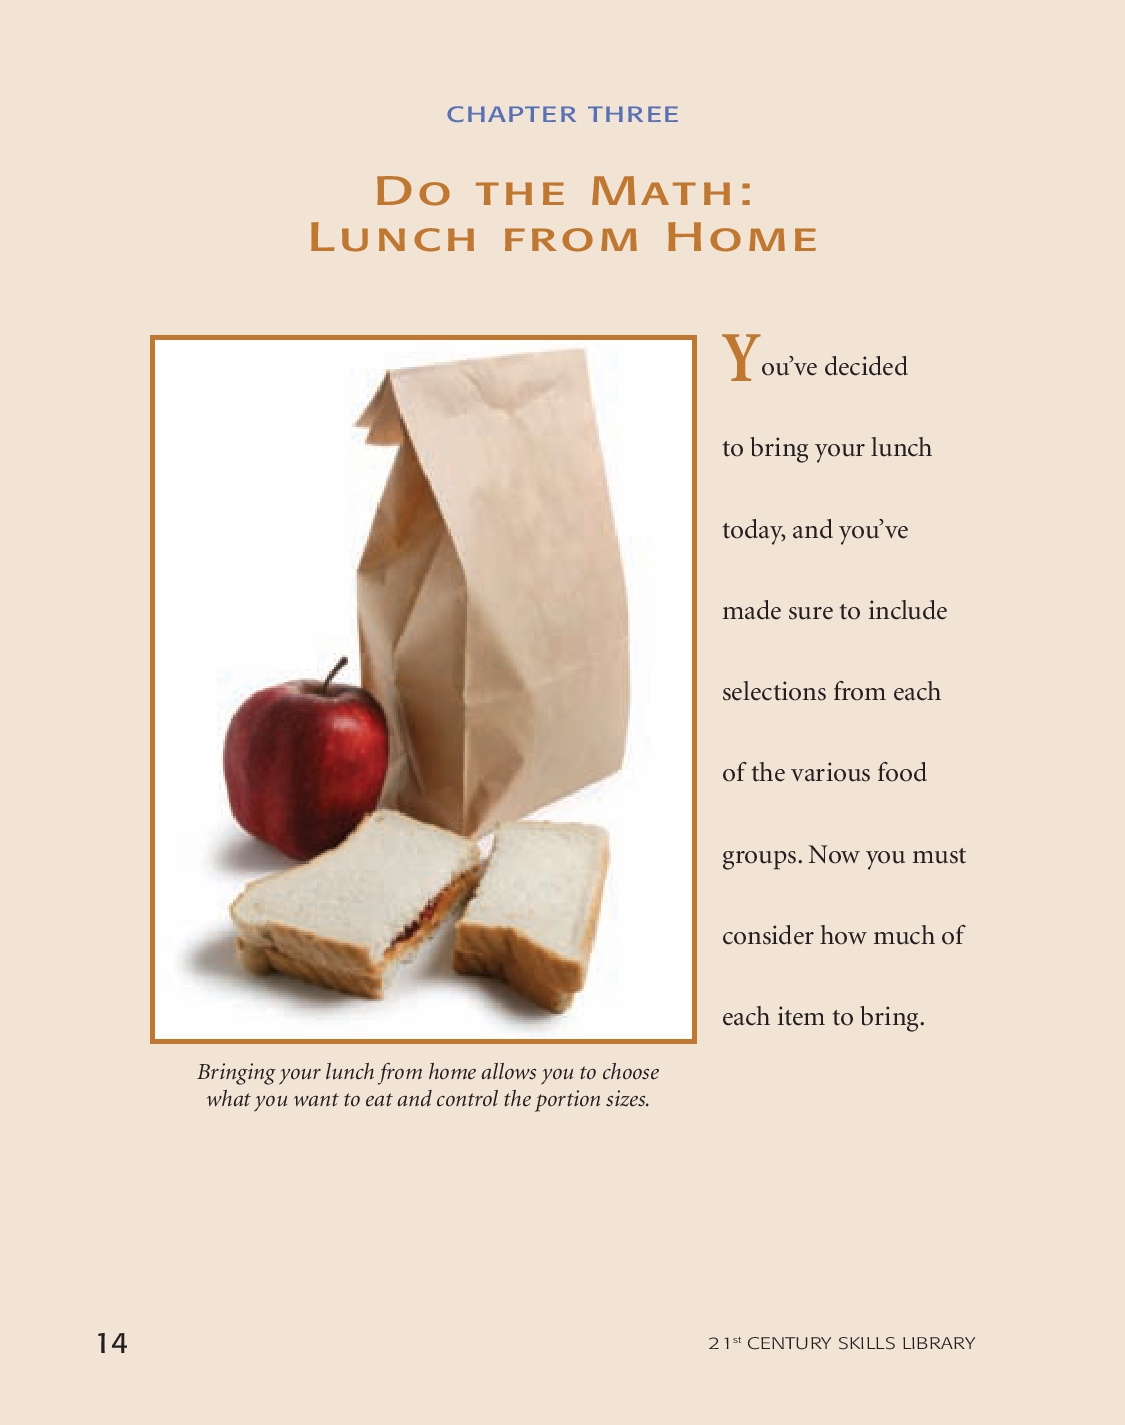 CHAPTER THREE
DO THE MATH:
LUNCH FROM HOME
You’ve decided
to bring your lunch
today, and you’ve
made sure to include
selections from each
of the various food
groups. Now you must
consider how much of
each item to bring.
Bringing your lunch from home allows you to choose
what you want to eat and control the portion sizes.
14
21st CENTURY SKILLS LIBRARY